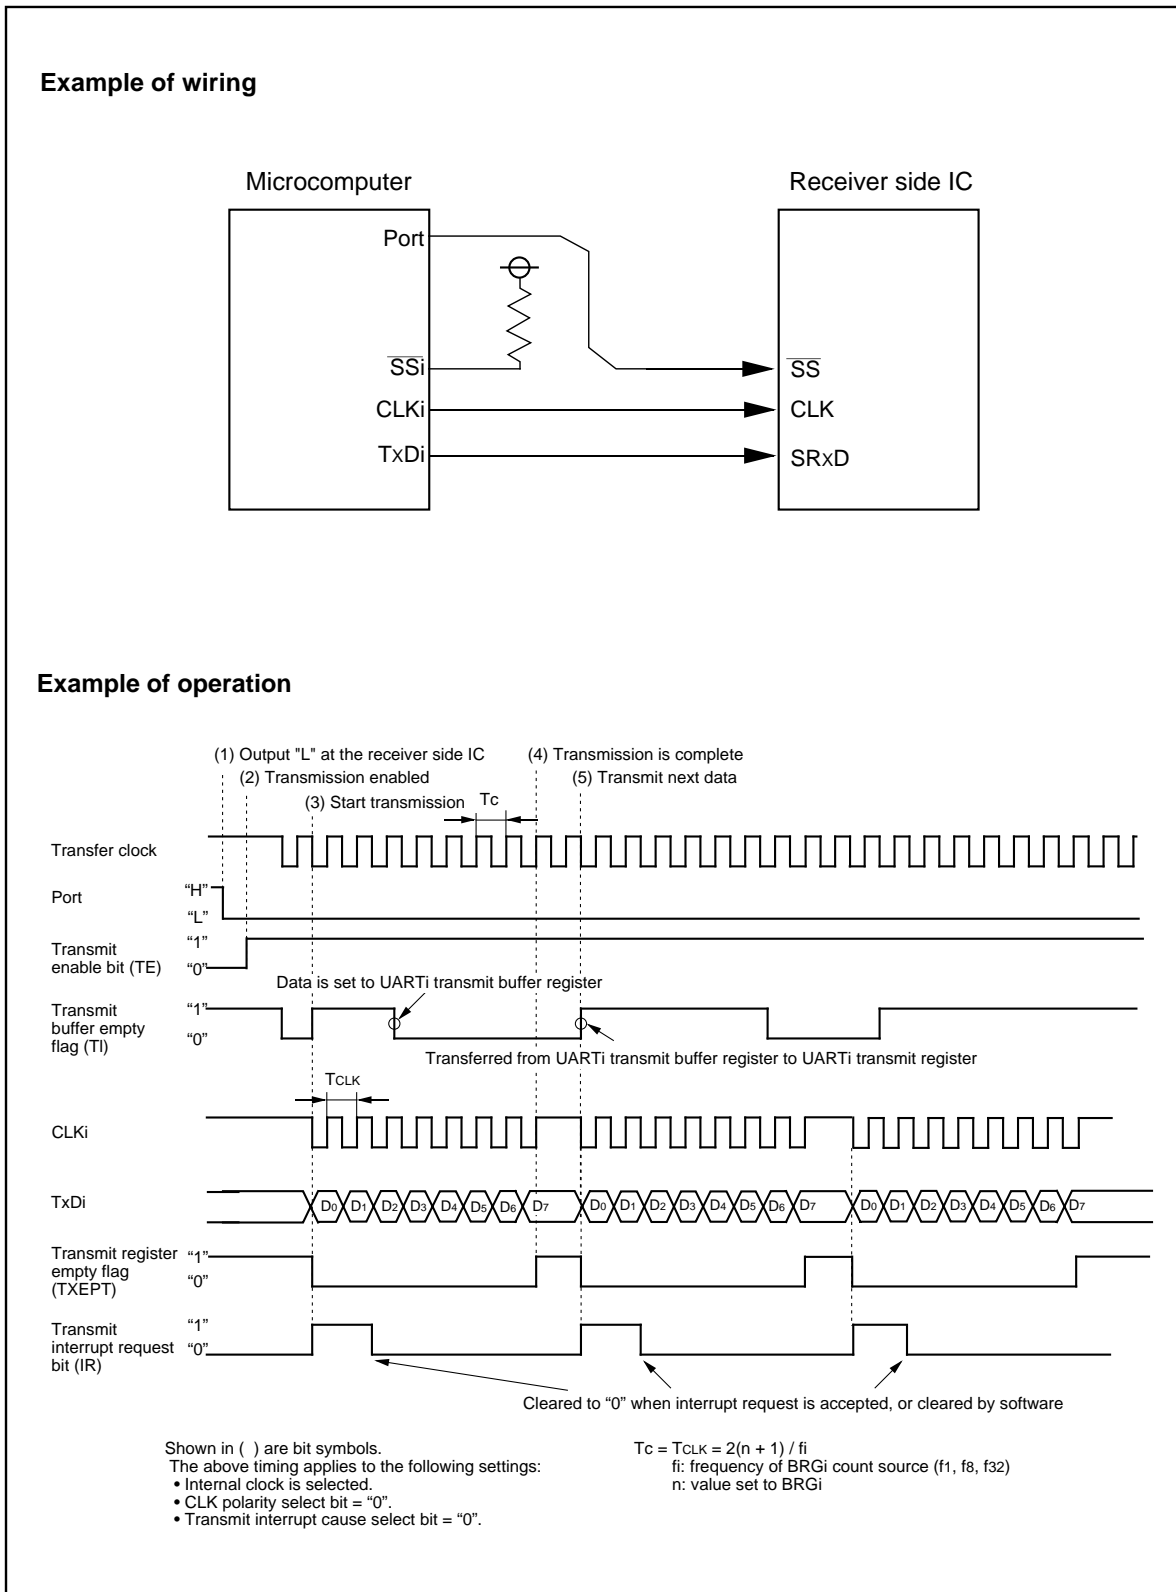 Example of wiring
Microcomputer
Receiver side IC
Port
SSi
SS
CLKi
CLK
TxDi
SRxD
Example of operation
(1) Output "L" at the receiver side IC
(4) Transmission is complete
(2) Transmission enabled
(5) Transmit next data
(3) Start transmission
Tc
Transfer clock
Port
“H”
“L”
Transmit
enable bit (TE)
“1”
“0”
Data is set to UARTi transmit buffer register
Transmit
buffer empty
flag (Tl)
“1”
“0”
Transferred from UARTi transmit buffer register to UARTi transmit register
TCLK
CLKi
TxDi
D0 D1 D2 D3 D4 D5 D6 D7 D0 D1 D2 D3 D4 D5 D6 D7 D0 D1 D2 D3 D4 D5 D6 D7
Transmit register
empty flag
(TXEPT)
“1”
“0”
Transmit
interrupt request
bit (IR)
“1”
“0”
Cleared to “0” when interrupt request is accepted, or cleared by software
Shown in ( ) are bit symbols.
The above timing applies to the following settings:
• Internal clock is selected.
• CLK polarity select bit = “0”.
• Transmit interrupt cause select bit = “0”.
Tc = TCLK = 2(n + 1) / fi
fi: frequency of BRGi count source (f1, f8, f32)
n: value set to BRGi